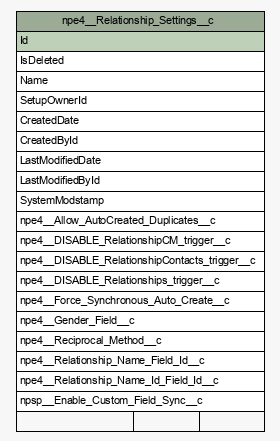 npe4__Relationship_Settings__c
Id
IsDeleted
Name
SetupOwnerId
CreatedDate
CreatedById
LastModifiedDate
LastModifiedById
SystemModstamp
npe4__Allow_AutoCreated_Duplicates__c
npe4__DISABLE_RelationshipCM_trigger__c
npe4__DISABLE_RelationshipContacts_trigger__c
npe4__DISABLE_Relationships_trigger__c
npe4__Force_Synchronous_Auto_Create__c
npe4__Gender_Field__c
npe4__Reciprocal_Method__c
npe4__Relationship_Name_Field_Id__c
npe4__Relationship_Name_Id_Field_Id__c
npsp__Enable_Custom_Field_Sync__c